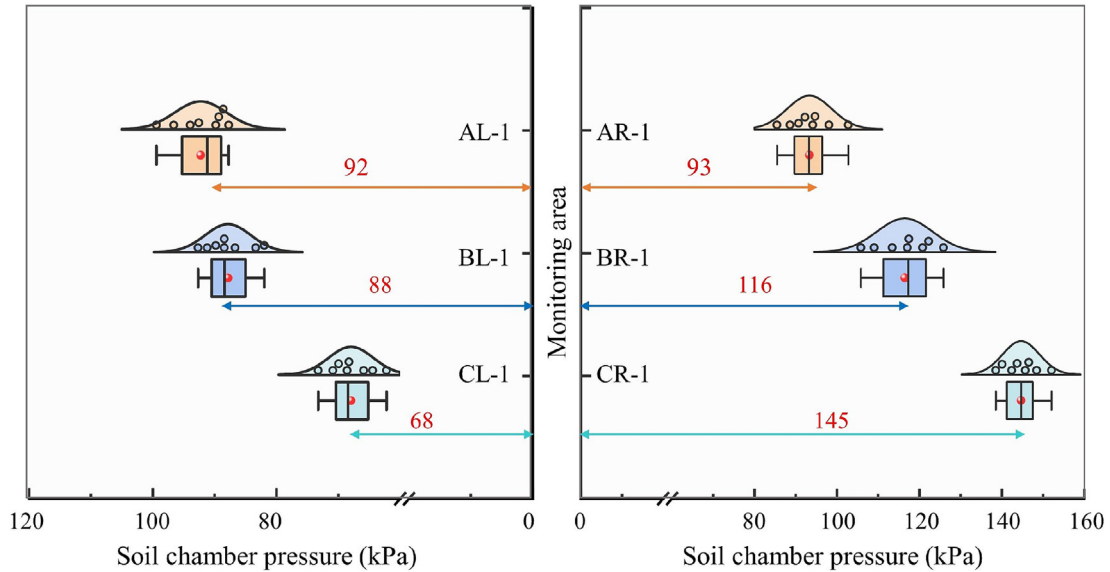 AL-1
92
BL-1
88
CL-1
68
120
100
80
0
Soil chamber pressure (kPa)
Monitoring area
AR-1
93
BR-1
116
CR-1
145
0
80
100
120
140
160
Soil chamber pressure (kPa)